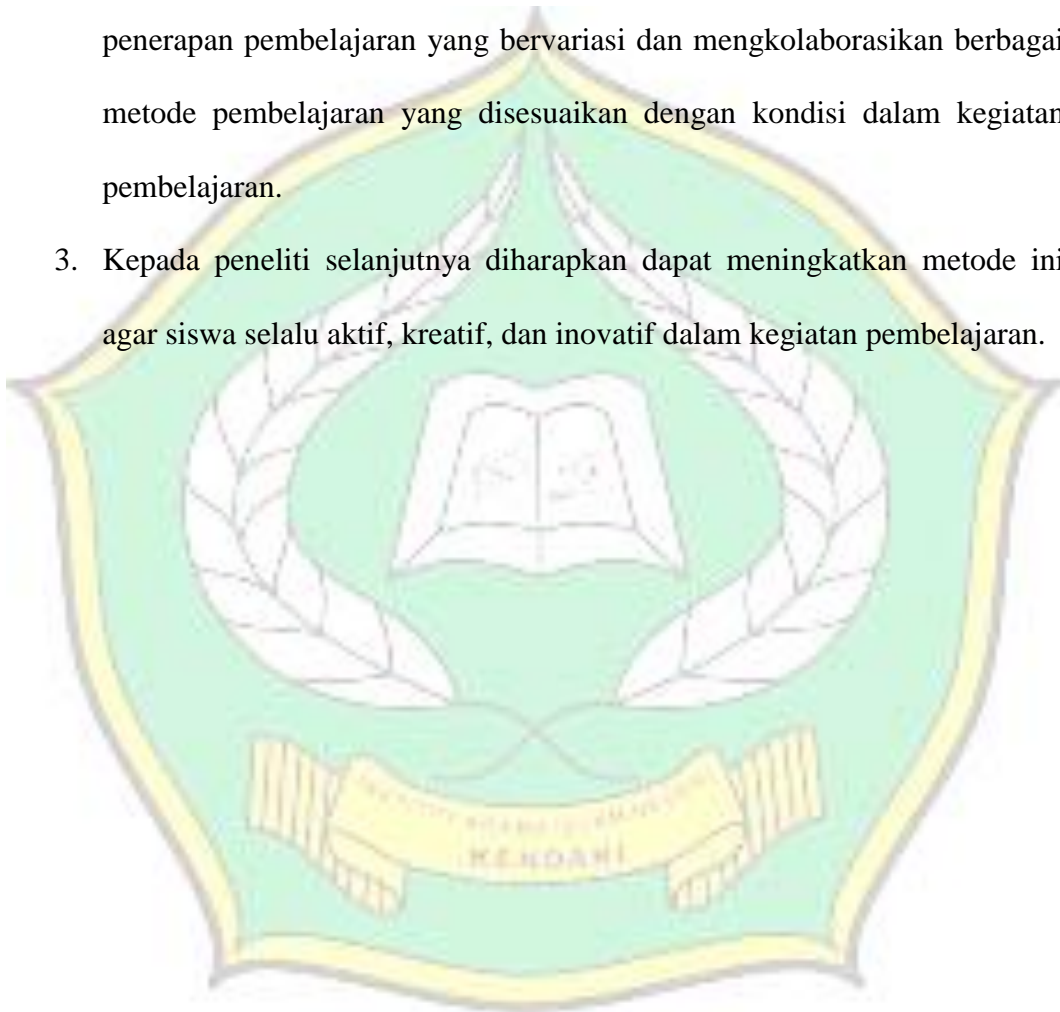 penerapan pembelajaran yang bervariasi dan mengkolaborasikan berbagai
metode pembelajaran yang disesuaikan dengan kondisi dalam kegiatan
pembelajaran.
3. Kepada peneliti selanjutnya diharapkan dapat meningkatkan metode ini
agar siswa selalu aktif, kreatif, dan inovatif dalam kegiatan pembelajaran.
KENDARI